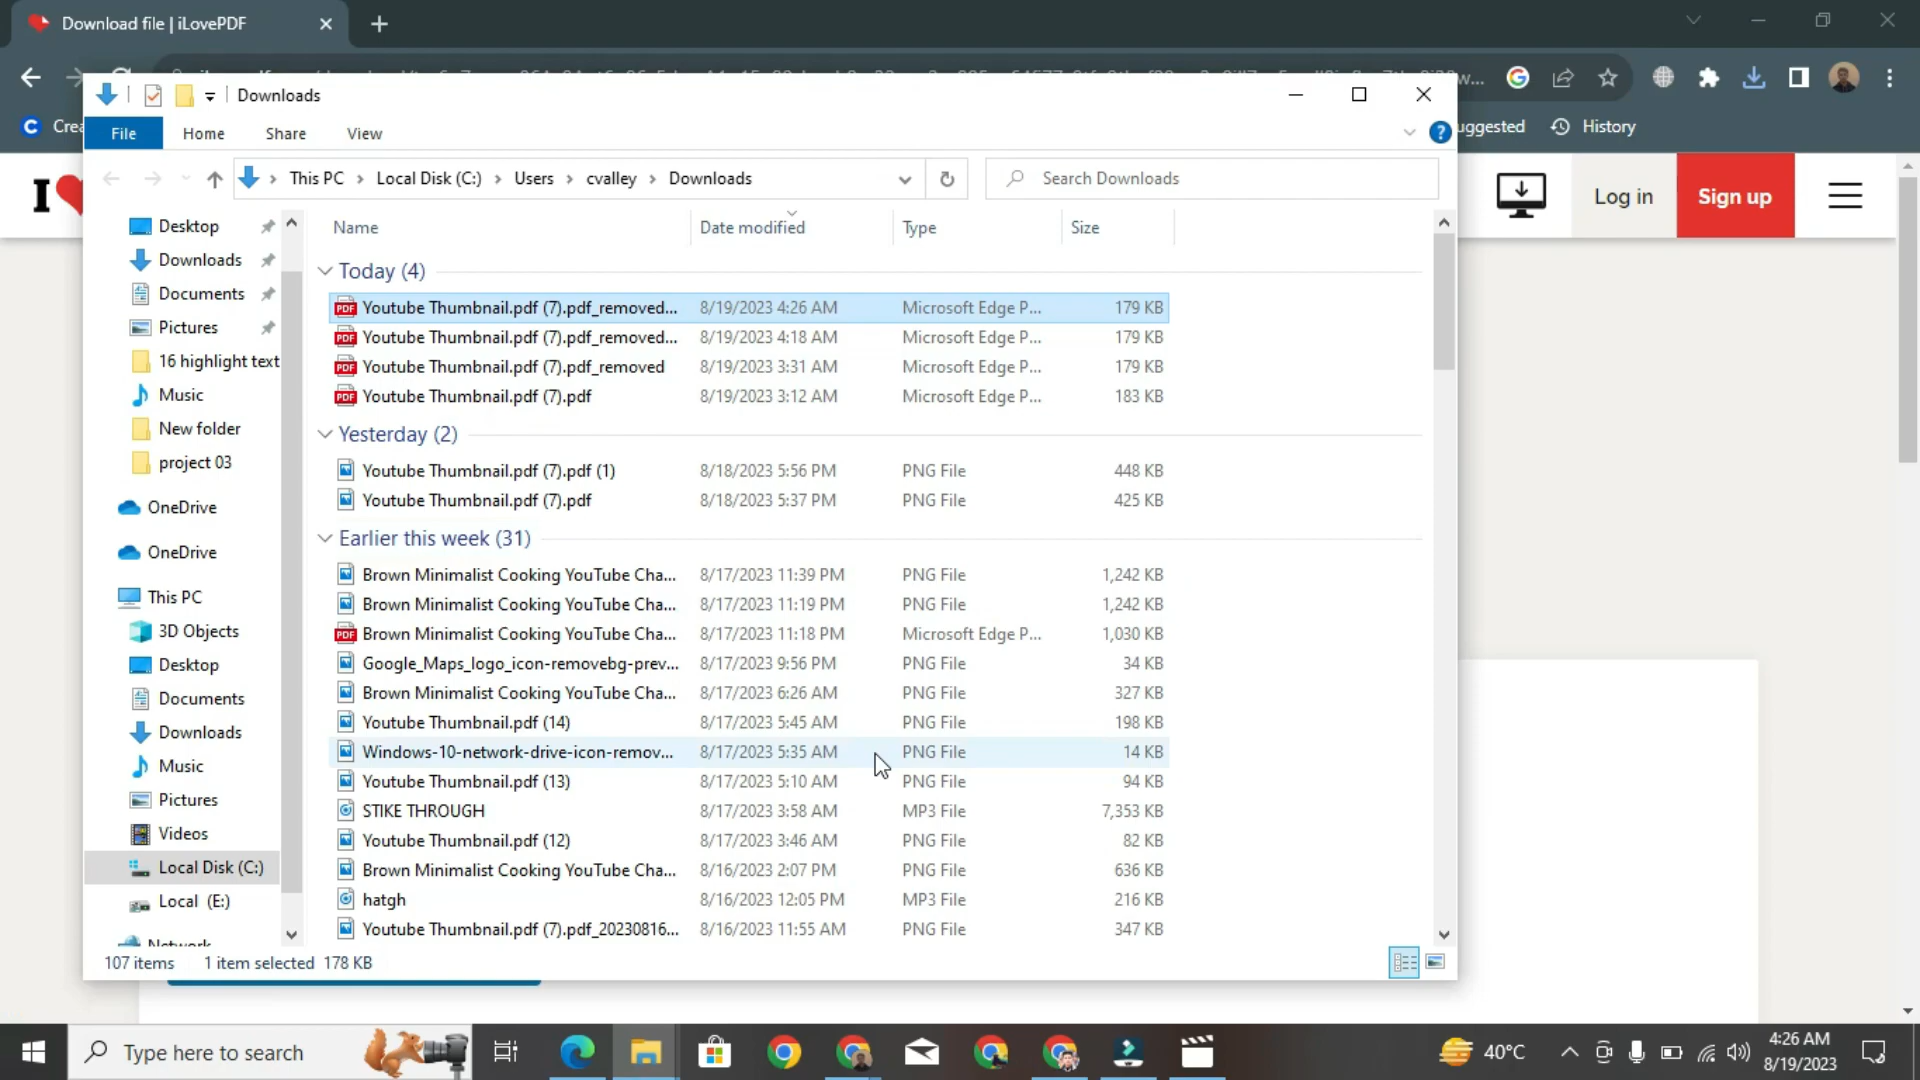 Download file | iLovePDF
Downloads
File Home Share View
Crea
uggested History
This PC > Local Disk (C:) > Users > cvalley > Downloads
Search Downloads
I
Log in
Sign up
Desktop
Downloads
Documents
Pictures
16 highlight text
Music
New folder
project 03
OneDrive
OneDrive
This PC
3D Objects
Desktop
Documents
Downloads
Music
Pictures
Videos
Local Disk (C:)
Local (E:)
Network
Name Date modified Type Size
Today (4)
Youtube Thumbnail.pdf (7).pdf_removed... 8/19/2023 4:26 AM Microsoft Edge P... 179 KB
Youtube Thumbnail.pdf (7).pdf_removed... 8/19/2023 4:18 AM Microsoft Edge P... 179 KB
Youtube Thumbnail.pdf (7).pdf_removed 8/19/2023 3:31 AM Microsoft Edge P... 179 KB
Youtube Thumbnail.pdf (7).pdf 8/19/2023 3:12 AM Microsoft Edge P... 183 KB
Yesterday (2)
Youtube Thumbnail.pdf (7).pdf (1) 8/18/2023 5:56 PM PNG File 448 KB
Youtube Thumbnail.pdf (7).pdf 8/18/2023 5:37 PM PNG File 425 KB
Earlier this week (31)
Brown Minimalist Cooking YouTube Cha... 8/17/2023 11:39 PM PNG File 1,242 KB
Brown Minimalist Cooking YouTube Cha... 8/17/2023 11:19 PM PNG File 1,242 KB
Brown Minimalist Cooking YouTube Cha... 8/17/2023 11:18 PM Microsoft Edge P... 1,030 KB
Google_Maps_logo_icon-removebg-prev... 8/17/2023 9:56 PM PNG File 34 KB
Brown Minimalist Cooking YouTube Cha... 8/17/2023 6:26 AM PNG File 327 KB
Youtube Thumbnail.pdf (14) 8/17/2023 5:45 AM PNG File 198 KB
Windows-10-network-drive-icon-remov... 8/17/2023 5:35 AM PNG File 14 KB
Youtube Thumbnail.pdf (13) 8/17/2023 5:10 AM PNG File 94 KB
STIKE THROUGH 8/17/2023 3:58 AM MP3 File 7,353 KB
Youtube Thumbnail.pdf (12) 8/17/2023 3:46 AM PNG File 82 KB
Brown Minimalist Cooking YouTube Cha... 8/16/2023 2:07 PM PNG File 636 KB
hatgh 8/16/2023 12:05 PM MP3 File 216 KB
Youtube Thumbnail.pdf (7).pdf_20230816... 8/16/2023 11:55 AM PNG File 347 KB
107 items 1 item selected 178 KB
Type here to search
40°C
4:26 AM
8/19/2023